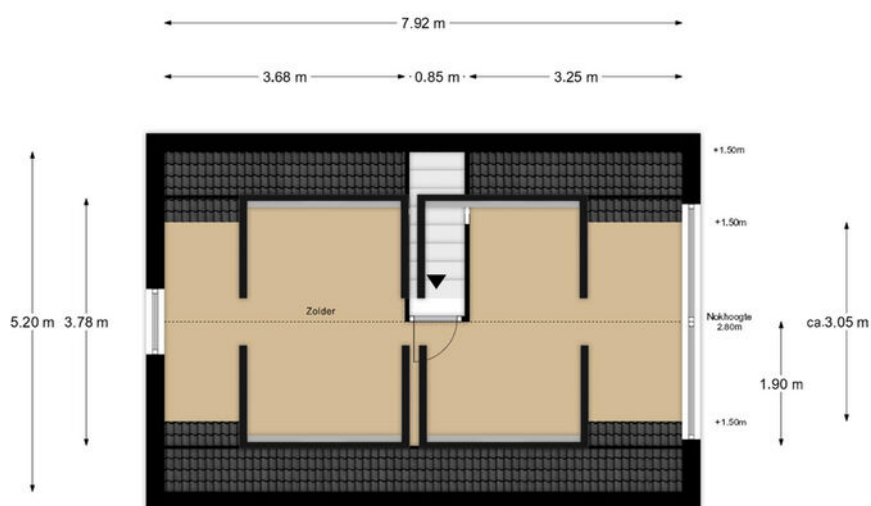 7.92 m
3.68 m
0.85 m
3.25 m
+1.50m
+1.50m
Zolder
5.20 m
3.78 m
Nokhoogte
2.80m
ca.3.05 m
1.90 m
+1.50m